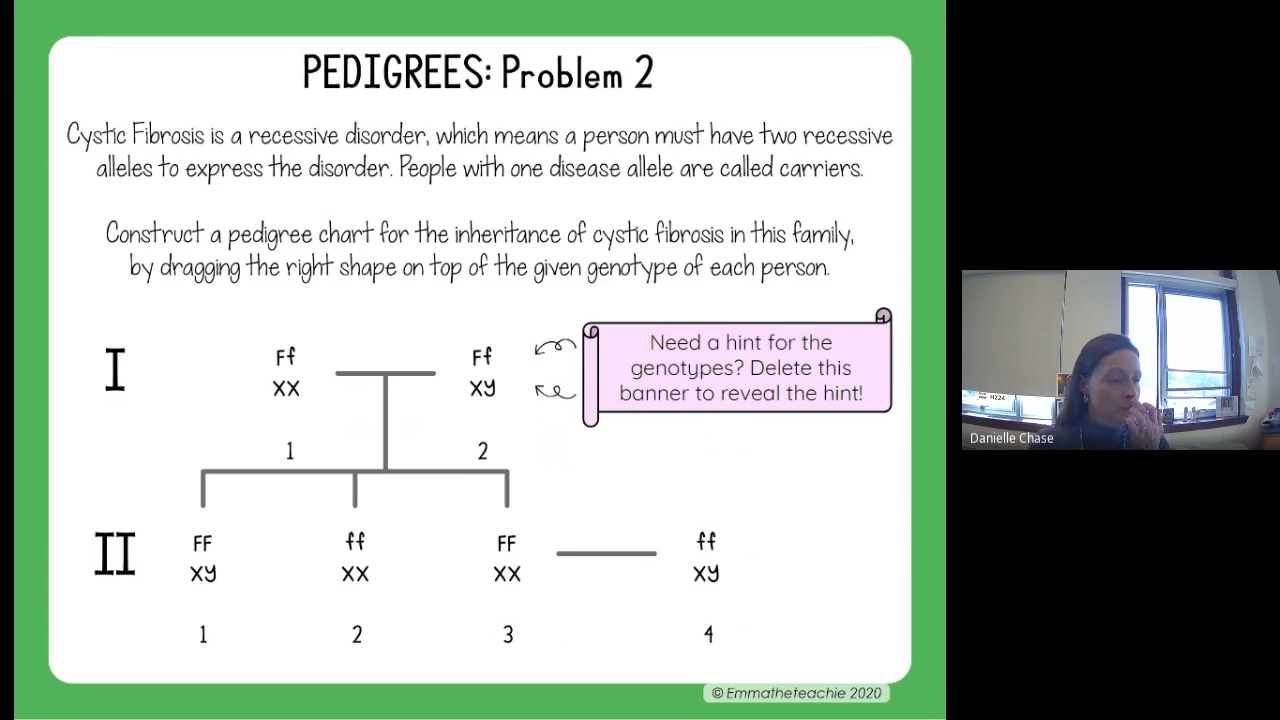 PEDIGREES: Problem 2
Cystic Fibrosis is a recessive disorder, which means a person must have two recessive
alleles to express the disorder. People with one disease allele are called carriers.
Construct a pedigree chart for the inheritance of cystic fibrosis in this family,
by dragging the right shape on top of the given genotype of each person.
Need a hint for the
genotypes? Delete this
banner to reveal the hint!
I
Ff Ff
XX XY
1 2
II
FF ff FF ff
XY XX XX XY
1 2 3 4
© Emmatheteachie 2020
H224
Danielle Chase